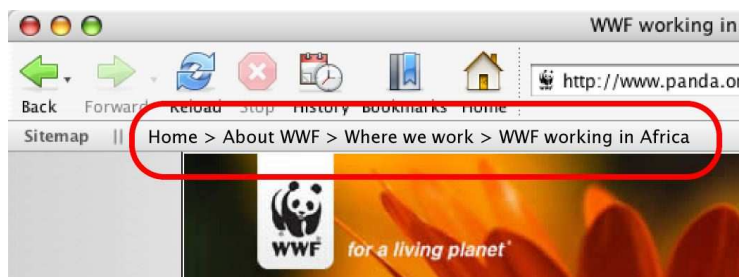 WWF working in
http://www.panda.or
Back Forward Reload Stop History Bookmarks Home
Sitemap || Home > About WWF > Where we work > WWF working in Africa
WWF for a living planet